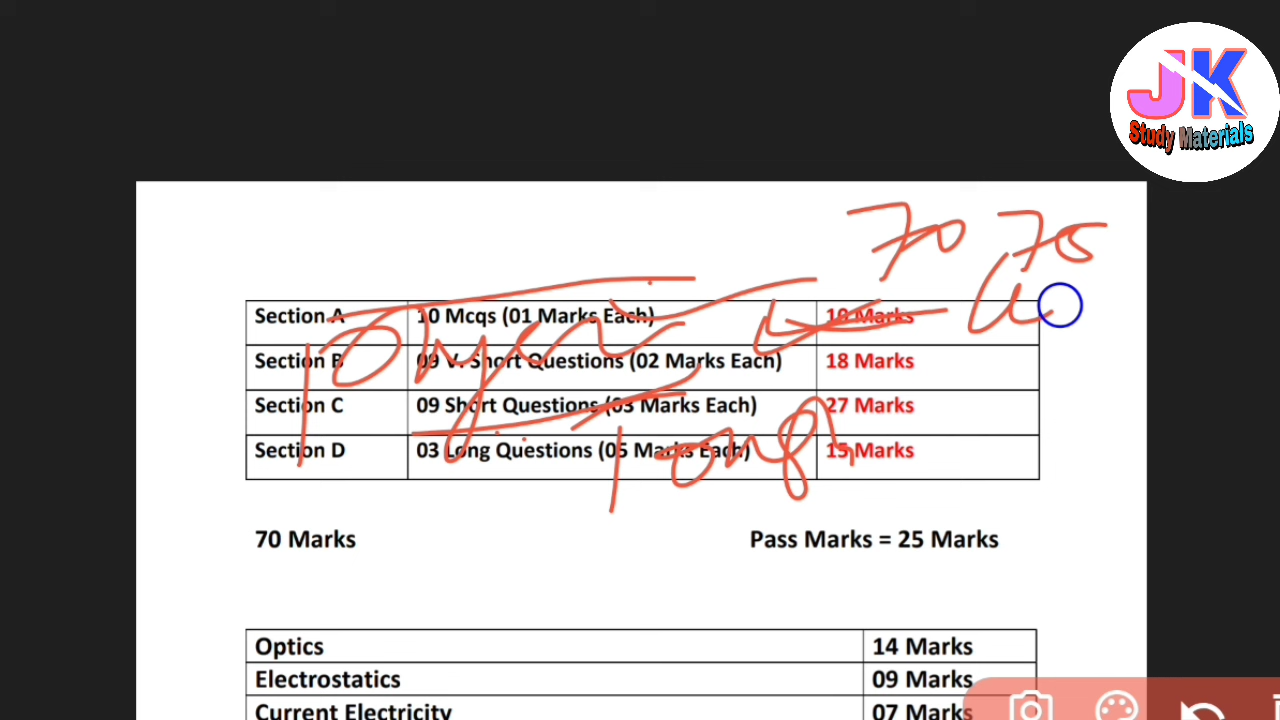 JK
Study Materials
70 75
Section A 10 Mcqs (01 Marks Each) 10 Marks
Section B 09 V. Short Questions (02 Marks Each) 18 Marks
Section C 09 Short Questions (03 Marks Each) 27 Marks
Section D 03 Long Questions (05 Marks Each) 15 Marks
70 Marks Pass Marks = 25 Marks
Optics 14 Marks
Electrostatics 09 Marks
Current Electricity 07 Marks